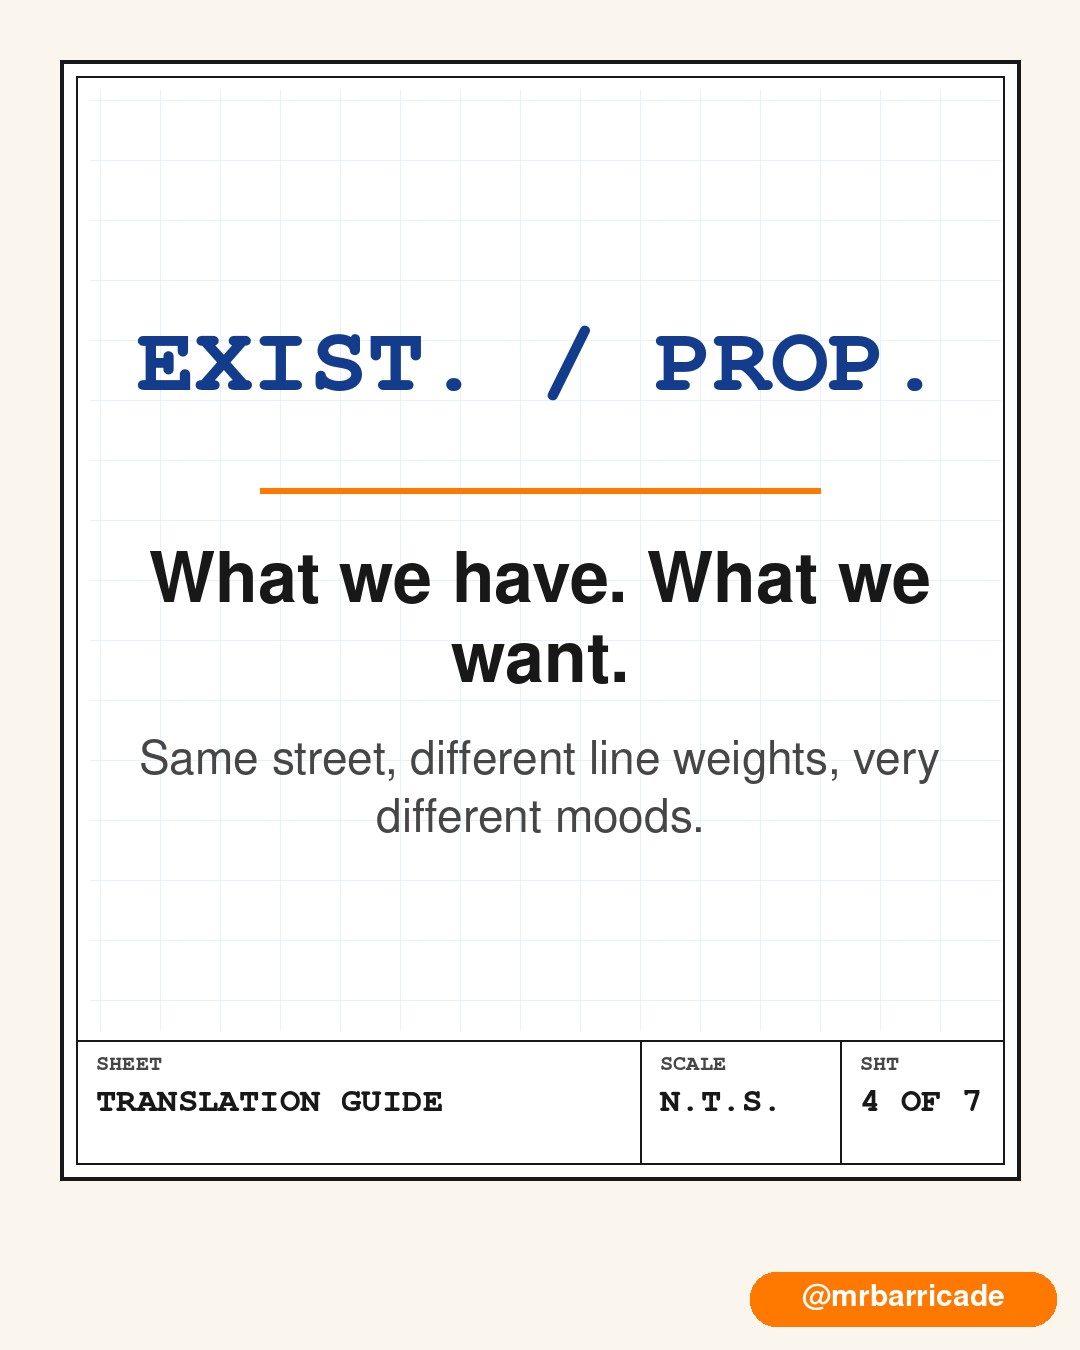 EXIST. / PROP.
What we have. What we
want.
Same street, different line weights, very
different moods.
SHEET
TRANSLATION GUIDE
SCALE
N.T.S.
SHT
4 OF 7
@mrbarricade